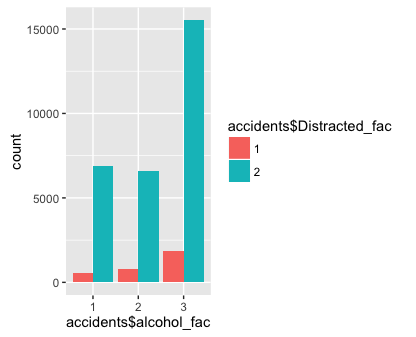 15000
10000
5000
0
count
1 2 3
accidents$alcohol_fac
accidents$Distracted_fac
1
2